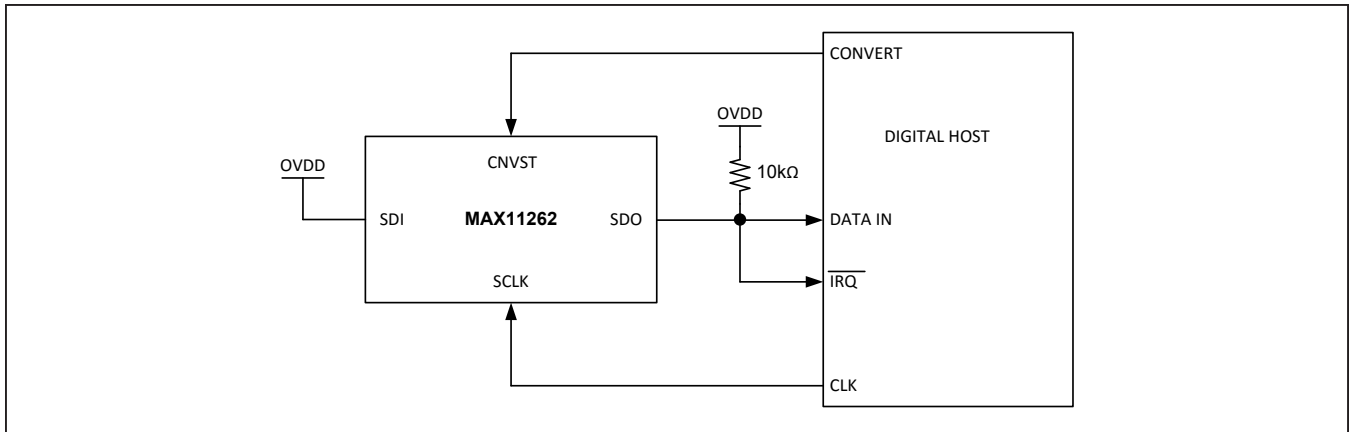 CONVERT
OVDD
DIGITAL HOST
OVDD
CNVST
10kΩ
SDI
MAX11262
SDO
DATA IN
SCLK
IRQ
CLK